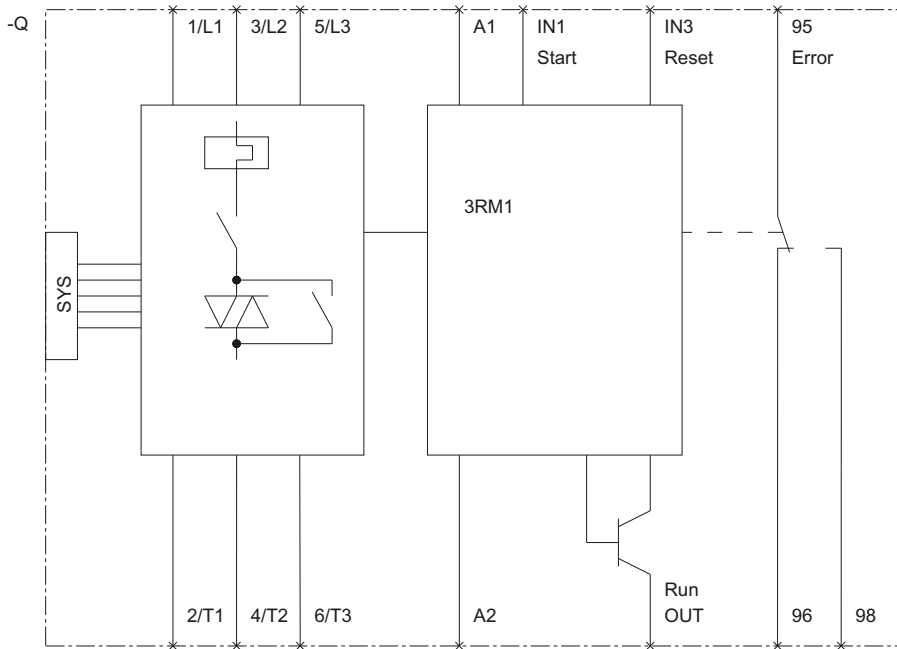 -Q
1/L1 3/L2 5/L3 A1 IN1 IN3 95
Start Reset Error
3RM1
SYS
Run
2/T1 4/T2 6/T3 A2 OUT 96 98